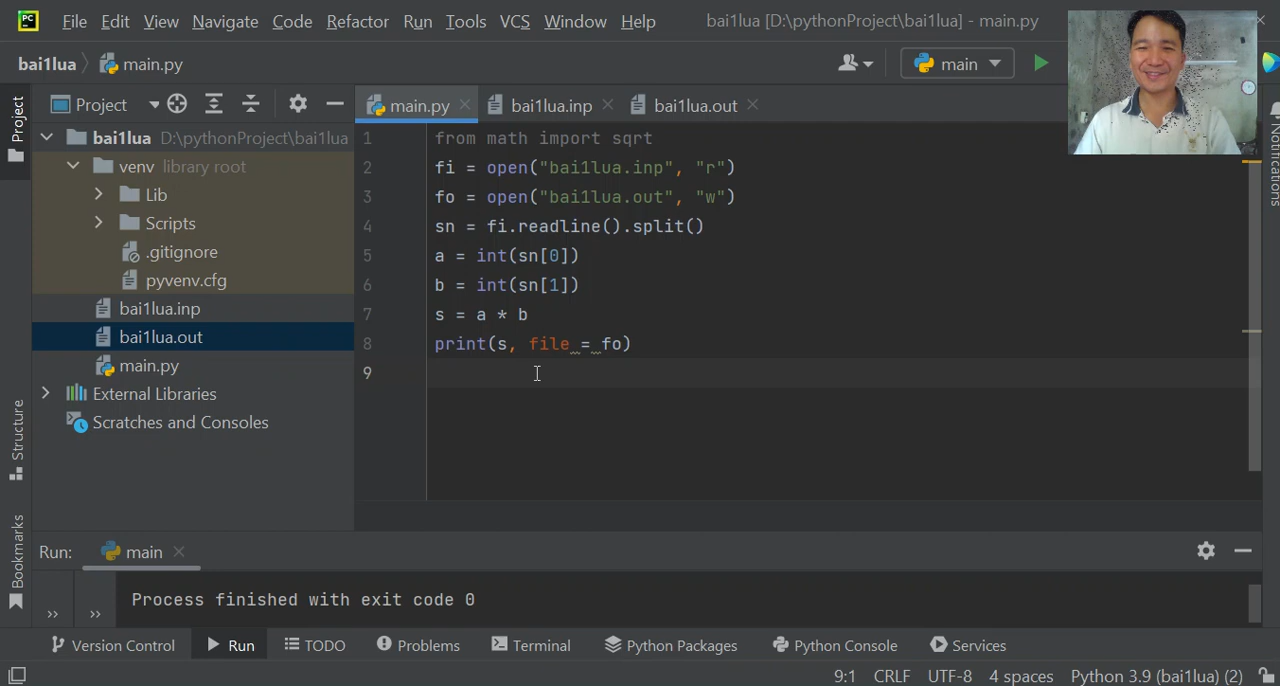 PC File Edit View Navigate Code Refactor Run Tools VCS Window Help bai1lua [D:\pythonProject\bai1lua] - main.py
bai1lua main.py main
Project main.py bai1lua.inp bai1lua.out
Project
Structure
Bookmarks
Notifications
bai1lua D:\pythonProject\bai1lua
venv library root
Lib
Scripts
.gitignore
pyvenv.cfg
bai1lua.inp
bai1lua.out
main.py
External Libraries
Scratches and Consoles
1 from math import sqrt
2 fi = open("bai1lua.inp", "r")
3 fo = open("bai1lua.out", "w")
4 sn = fi.readline().split()
5 a = int(sn[0])
6 b = int(sn[1])
7 s = a * b
8 print(s, file = fo)
9
Run: main
Process finished with exit code 0
Version Control Run TODO Problems Terminal Python Packages Python Console Services
9:1 CRLF UTF-8 4 spaces Python 3.9 (bai1lua) (2)